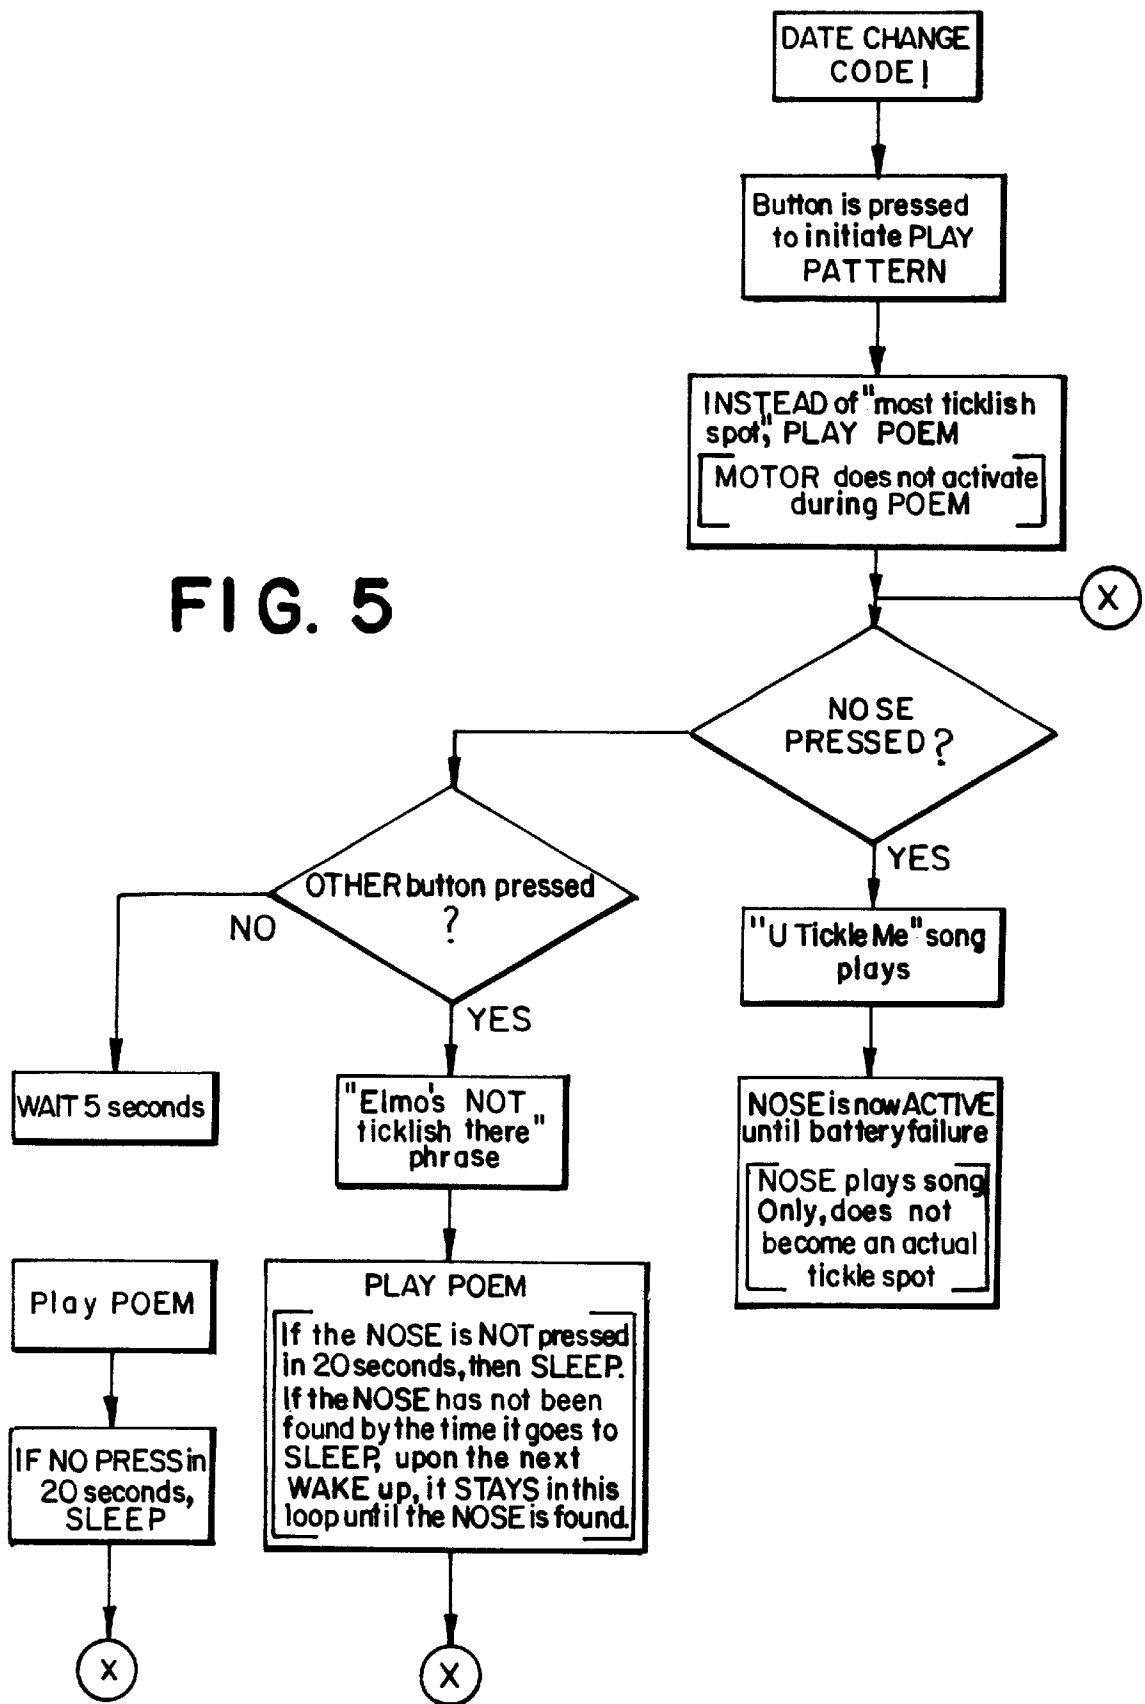 DATE CHANGE
CODE!
Button is pressed
to initiate PLAY
PATTERN
INSTEAD of "most ticklish
spot", PLAY POEM
[MOTOR does not activate
during POEM]
FIG. 5
X
NOSE
PRESSED?
OTHER button pressed
?
NO
YES
YES
"U Tickle Me" song
plays
WAIT 5 seconds
"Elmo's NOT
ticklish there"
phrase
NOSE is now ACTIVE
until battery failure
[NOSE plays song
Only, does not
become an actual
tickle spot]
Play POEM
PLAY POEM
[If the NOSE is NOT pressed
in 20 seconds, then SLEEP.
If the NOSE has not been
found by the time it goes to
SLEEP, upon the next
WAKE up, it STAYS in this
loop until the NOSE is found.]
IF NO PRESS in
20 seconds,
SLEEP
X
X